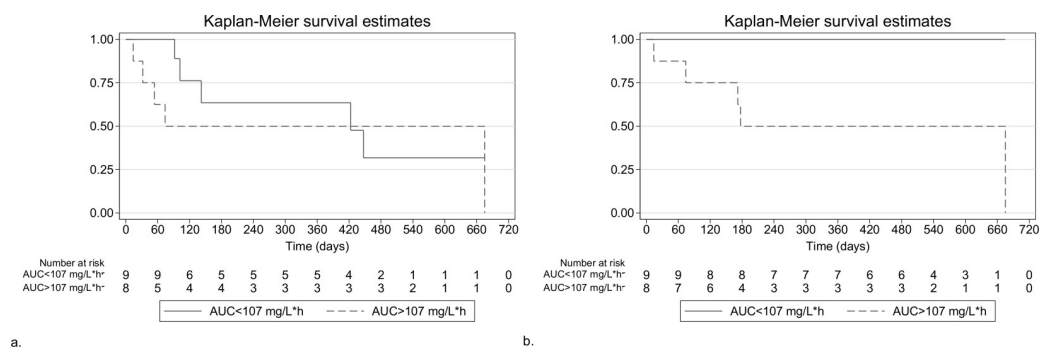 Kaplan-Meier survival estimates
1.00
0.75
0.50
0.25
0.00
0 60 120 180 240 300 360 420 480 540 600 660 720
Time (days)
Number at risk
AUC<107 mg/L*h 9 9 6 5 5 5 5 4 2 1 1 1 0
AUC>107 mg/L*h 8 5 4 4 3 3 3 3 3 2 1 1 0
AUC<107 mg/L*h AUC>107 mg/L*h
a.
Kaplan-Meier survival estimates
1.00
0.75
0.50
0.25
0.00
0 60 120 180 240 300 360 420 480 540 600 660 720
Time (days)
Number at risk
AUC<107 mg/L*h 9 9 8 8 7 7 7 6 6 4 3 1 0
AUC>107 mg/L*h 8 7 6 4 3 3 3 3 3 2 1 1 0
AUC<107 mg/L*h AUC>107 mg/L*h
b.